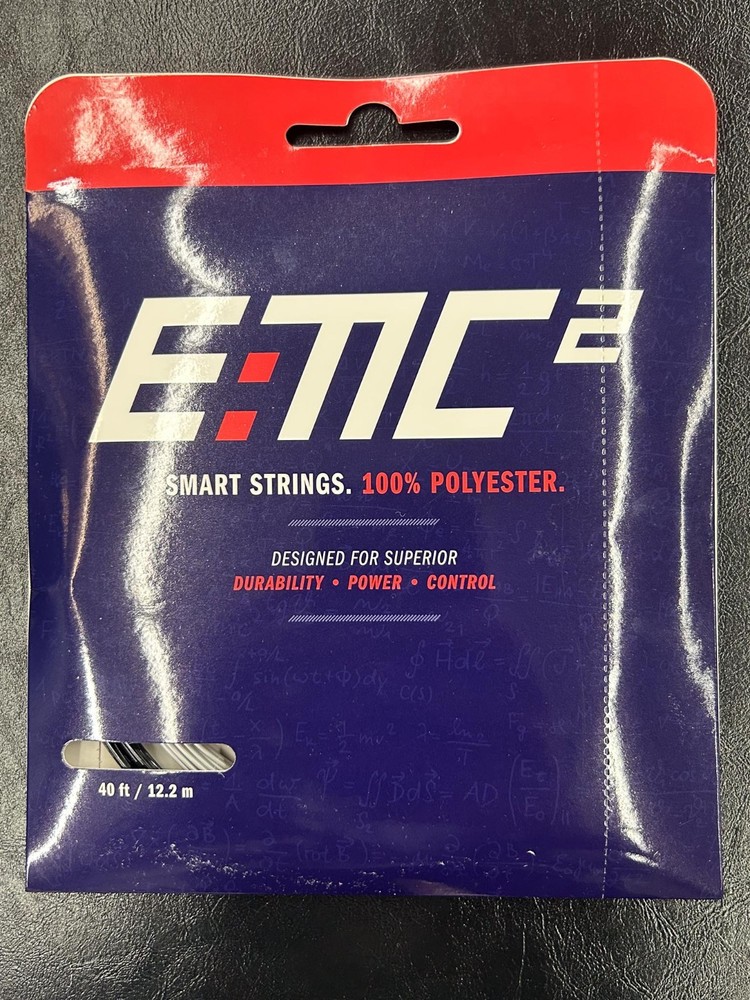 E:MC²
SMART STRINGS. 100% POLYESTER.
DESIGNED FOR SUPERIOR
DURABILITY • POWER • CONTROL
40 ft / 12.2 m